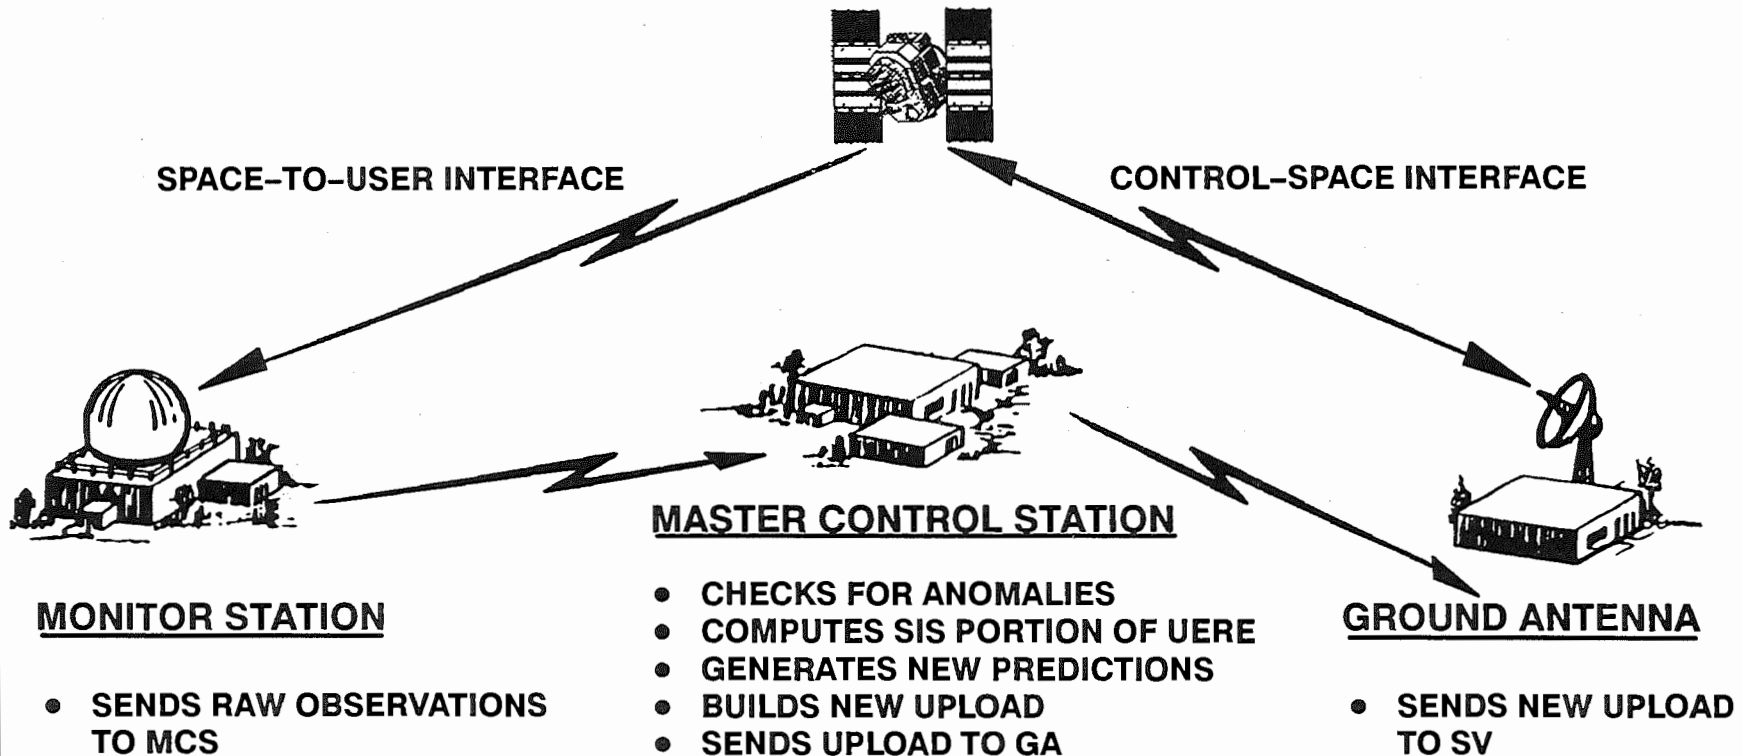 SPACE–TO–USER INTERFACE
CONTROL–SPACE INTERFACE
MASTER CONTROL STATION
• CHECKS FOR ANOMALIES
• COMPUTES SIS PORTION OF UERE
• GENERATES NEW PREDICTIONS
• BUILDS NEW UPLOAD
• SENDS UPLOAD TO GA
MONITOR STATION
• SENDS RAW OBSERVATIONS
TO MCS
GROUND ANTENNA
• SENDS NEW UPLOAD
TO SV